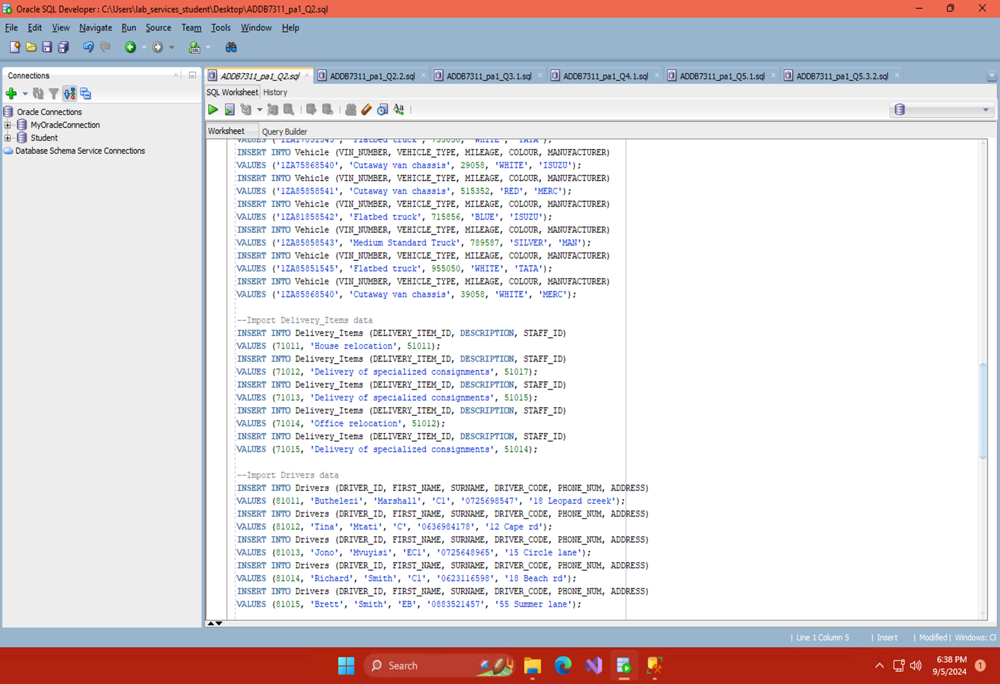 Oracle SQL Developer : C:\Users\lab_services_student\Desktop\ADDB7311_pa1_Q2.sql
File Edit View Navigate Run Source Team Tools Window Help
Connections
ADDB7311_pa1_Q2.sql ADDB7311_pa1_Q2.2.sql ADDB7311_pa1_Q3.1.sql ADDB7311_pa1_Q4.1.sql ADDB7311_pa1_Q5.1.sql ADDB7311_pa1_Q5.3.2.sql
SQL Worksheet History
Oracle Connections
MyOracleConnection
Student
Database Schema Service Connections
Worksheet Query Builder
INSERT INTO Vehicle (VIN_NUMBER, VEHICLE_TYPE, MILEAGE, COLOUR, MANUFACTURER)
VALUES ('1ZA75868540', 'Cutaway van chassis', 29058, 'WHITE', 'ISUZU');
INSERT INTO Vehicle (VIN_NUMBER, VEHICLE_TYPE, MILEAGE, COLOUR, MANUFACTURER)
VALUES ('1ZA85858541', 'Cutaway van chassis', 515352, 'RED', 'MERC');
INSERT INTO Vehicle (VIN_NUMBER, VEHICLE_TYPE, MILEAGE, COLOUR, MANUFACTURER)
VALUES ('1ZA81858542', 'Flatbed truck', 715856, 'BLUE', 'ISUZU');
INSERT INTO Vehicle (VIN_NUMBER, VEHICLE_TYPE, MILEAGE, COLOUR, MANUFACTURER)
VALUES ('1ZA85858543', 'Medium Standard Truck', 789587, 'SILVER', 'MAN');
INSERT INTO Vehicle (VIN_NUMBER, VEHICLE_TYPE, MILEAGE, COLOUR, MANUFACTURER)
VALUES ('1ZA85851545', 'Flatbed truck', 955050, 'WHITE', 'TATA');
INSERT INTO Vehicle (VIN_NUMBER, VEHICLE_TYPE, MILEAGE, COLOUR, MANUFACTURER)
VALUES ('1ZA85868540', 'Cutaway van chassis', 39058, 'WHITE', 'MERC');
--Import Delivery_Items data
INSERT INTO Delivery_Items (DELIVERY_ITEM_ID, DESCRIPTION, STAFF_ID)
VALUES (71011, 'House relocation', 51011);
INSERT INTO Delivery_Items (DELIVERY_ITEM_ID, DESCRIPTION, STAFF_ID)
VALUES (71012, 'Delivery of specialized consignments', 51017);
INSERT INTO Delivery_Items (DELIVERY_ITEM_ID, DESCRIPTION, STAFF_ID)
VALUES (71013, 'Delivery of specialized consignments', 51015);
INSERT INTO Delivery_Items (DELIVERY_ITEM_ID, DESCRIPTION, STAFF_ID)
VALUES (71014, 'Office relocation', 51012);
INSERT INTO Delivery_Items (DELIVERY_ITEM_ID, DESCRIPTION, STAFF_ID)
VALUES (71015, 'Delivery of specialized consignments', 51014);
--Import Drivers data
INSERT INTO Drivers (DRIVER_ID, FIRST_NAME, SURNAME, DRIVER_CODE, PHONE_NUM, ADDRESS)
VALUES (81011, 'Buthelezi', 'Marshall', 'C1', '0725698547', '18 Leopard creek');
INSERT INTO Drivers (DRIVER_ID, FIRST_NAME, SURNAME, DRIVER_CODE, PHONE_NUM, ADDRESS)
VALUES (81012, 'Tina', 'Mtati', 'C', '0636984178', '12 Cape rd');
INSERT INTO Drivers (DRIVER_ID, FIRST_NAME, SURNAME, DRIVER_CODE, PHONE_NUM, ADDRESS)
VALUES (81013, 'Jono', 'Mvuyisi', 'EC1', '0725648965', '15 Circle lane');
INSERT INTO Drivers (DRIVER_ID, FIRST_NAME, SURNAME, DRIVER_CODE, PHONE_NUM, ADDRESS)
VALUES (81014, 'Richard', 'Smith', 'C1', '0623116598', '18 Beach rd');
INSERT INTO Drivers (DRIVER_ID, FIRST_NAME, SURNAME, DRIVER_CODE, PHONE_NUM, ADDRESS)
VALUES (81015, 'Brett', 'Smith', 'EB', '0883521457', '55 Summer lane');
| Line 1 Column 5 | Insert | Modified | Windows:
Search
6:38 PM
9/5/2024
1